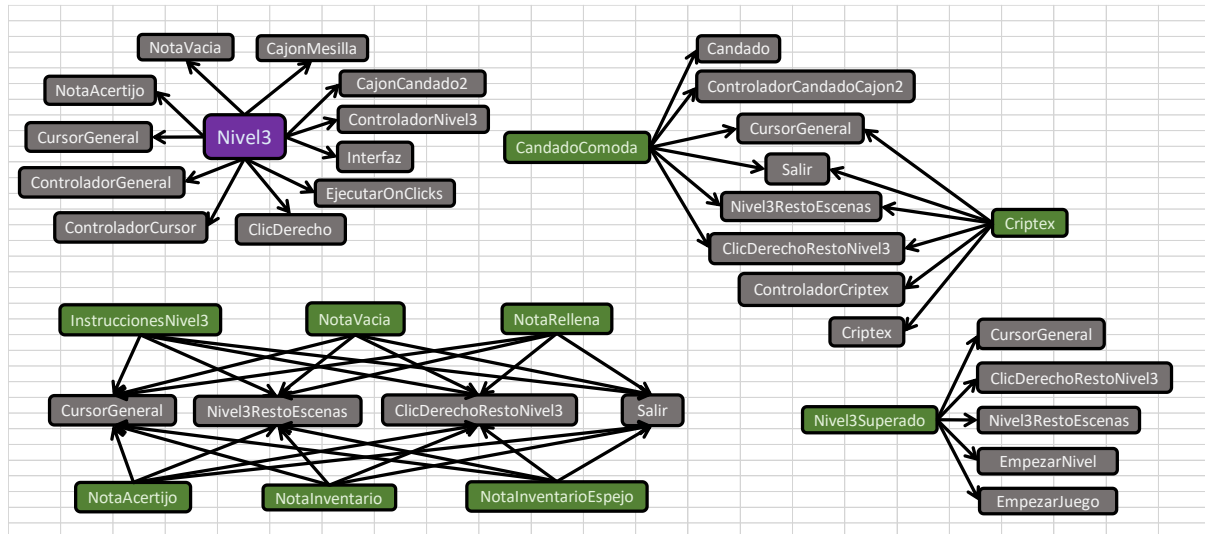 NotaVacia
CajonMesilla
NotaAcertijo
CajonCandado2
CursorGeneral
Nivel3
ControladorNivel3
Interfaz
ControladorGeneral
EjecutarOnClicks
ControladorCursor
ClicDerecho
Candado
ControladorCandadoCajon2
CursorGeneral
CandadoComoda
Salir
Nivel3RestoEscenas
Criptex
ClicDerechoRestoNivel3
ControladorCriptex
Criptex
InstruccionesNivel3
NotaVacia
NotaRellena
CursorGeneral
Nivel3RestoEscenas
ClicDerechoRestoNivel3
Salir
NotaAcertijo
NotaInventario
NotaInventarioEspejo
CursorGeneral
ClicDerechoRestoNivel3
Nivel3Superado
Nivel3RestoEscenas
EmpezarNivel
EmpezarJuego